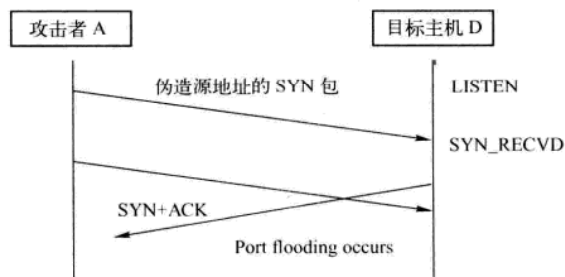 攻击者 A
目标主机 D
伪造源地址的 SYN 包
LISTEN
SYN_RECVD
SYN+ACK
Port flooding occurs